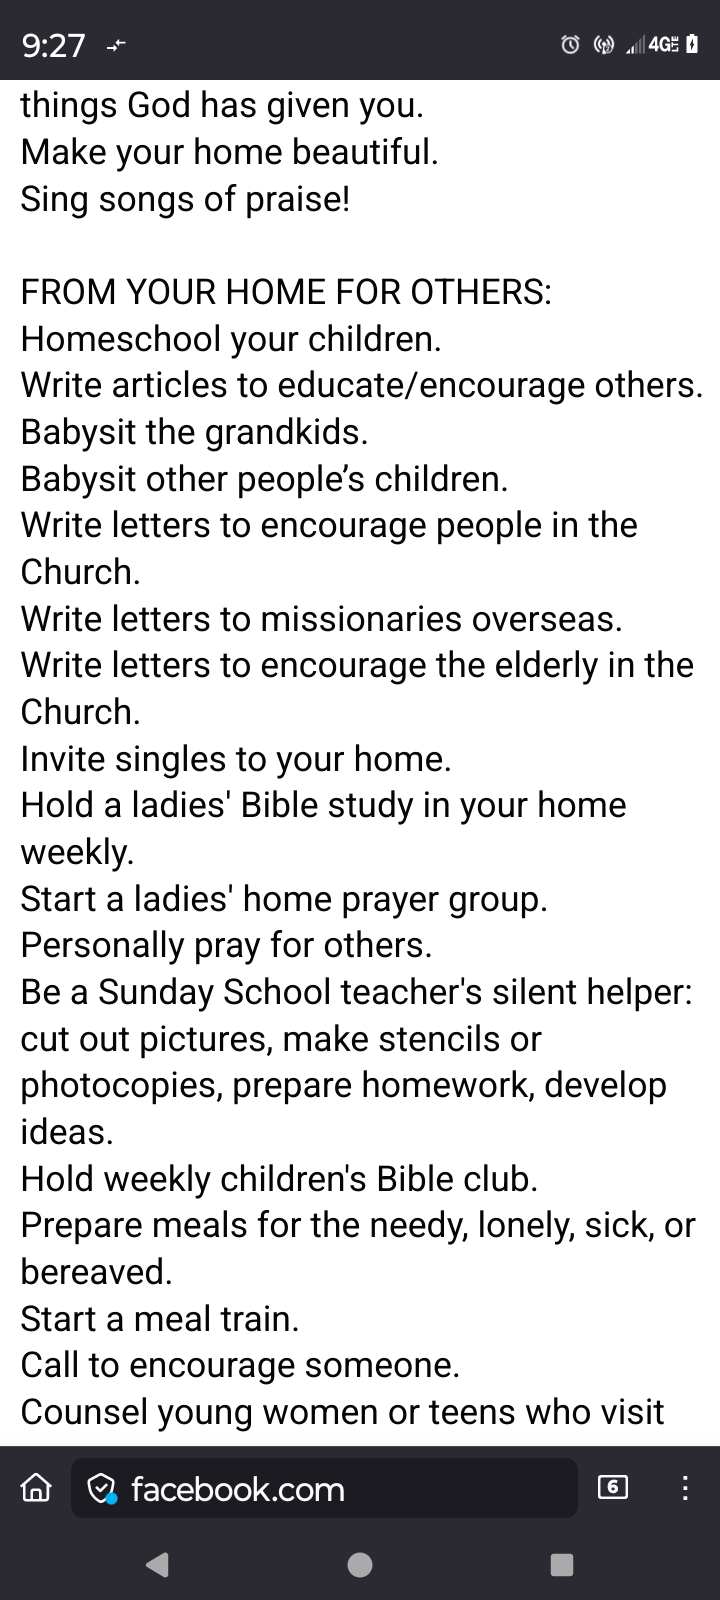 9:27
4G LTE
things God has given you.
Make your home beautiful.
Sing songs of praise!
FROM YOUR HOME FOR OTHERS:
Homeschool your children.
Write articles to educate/encourage others.
Babysit the grandkids.
Babysit other people’s children.
Write letters to encourage people in the
Church.
Write letters to missionaries overseas.
Write letters to encourage the elderly in the
Church.
Invite singles to your home.
Hold a ladies' Bible study in your home
weekly.
Start a ladies' home prayer group.
Personally pray for others.
Be a Sunday School teacher's silent helper:
cut out pictures, make stencils or
photocopies, prepare homework, develop
ideas.
Hold weekly children's Bible club.
Prepare meals for the needy, lonely, sick, or
bereaved.
Start a meal train.
Call to encourage someone.
Counsel young women or teens who visit
facebook.com
6